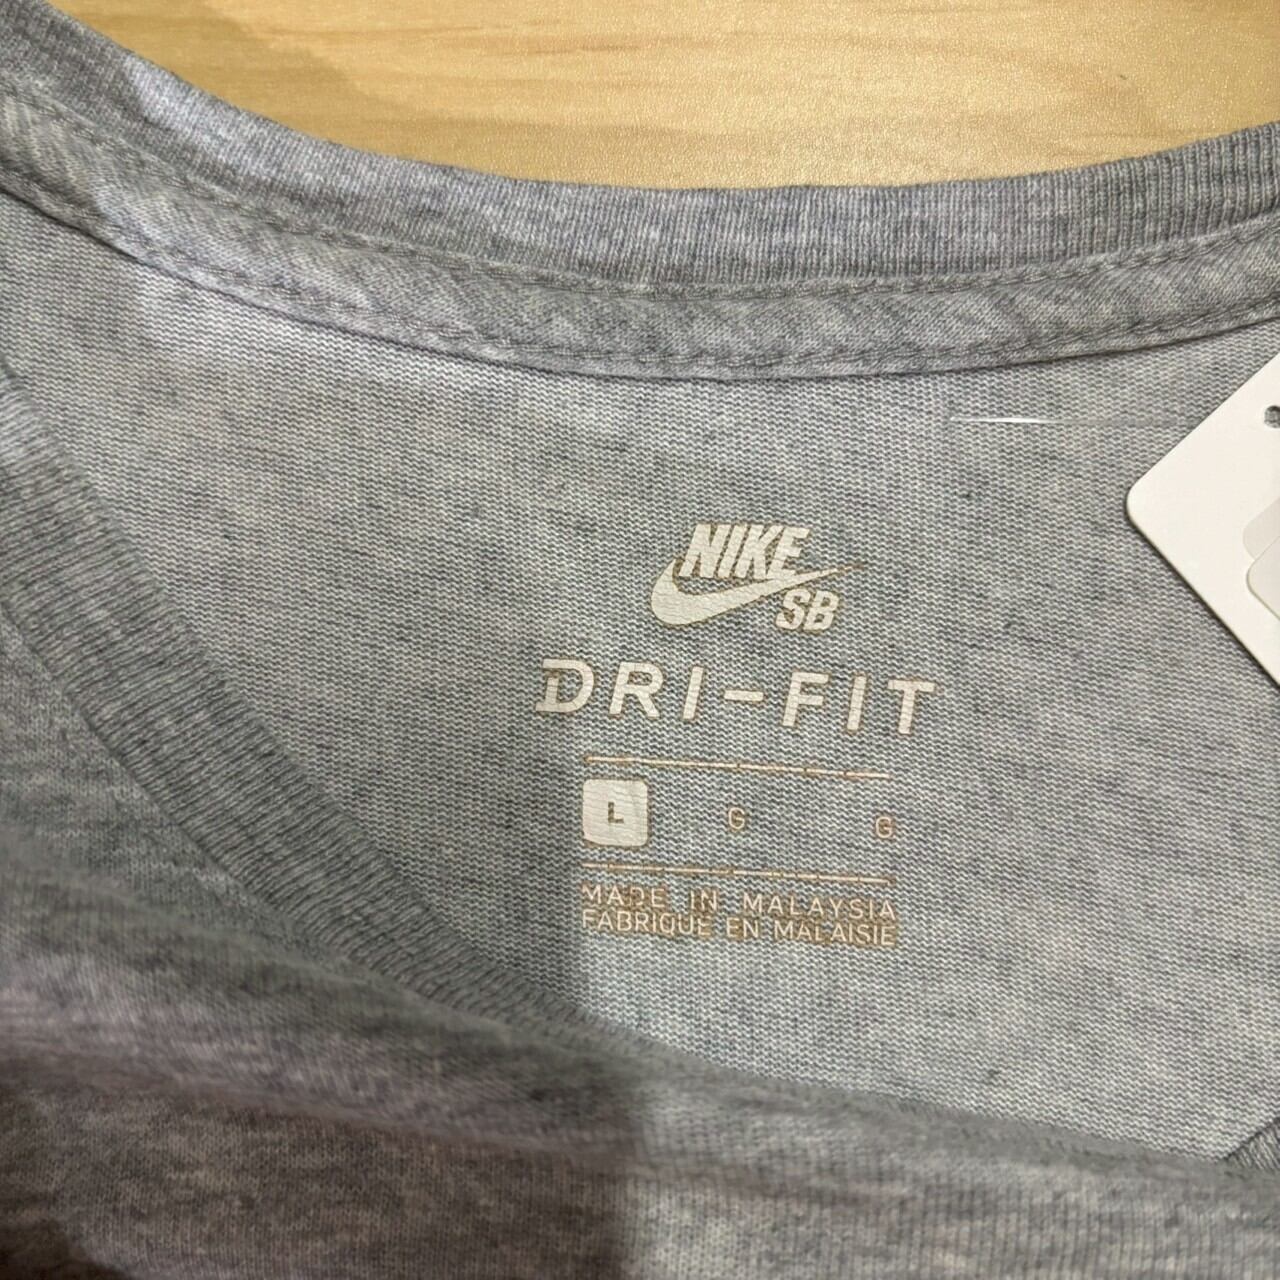 NIKE
SB
DRI-FIT
L G G
MADE IN MALAYSIA
FABRIQUE EN MALAISIE